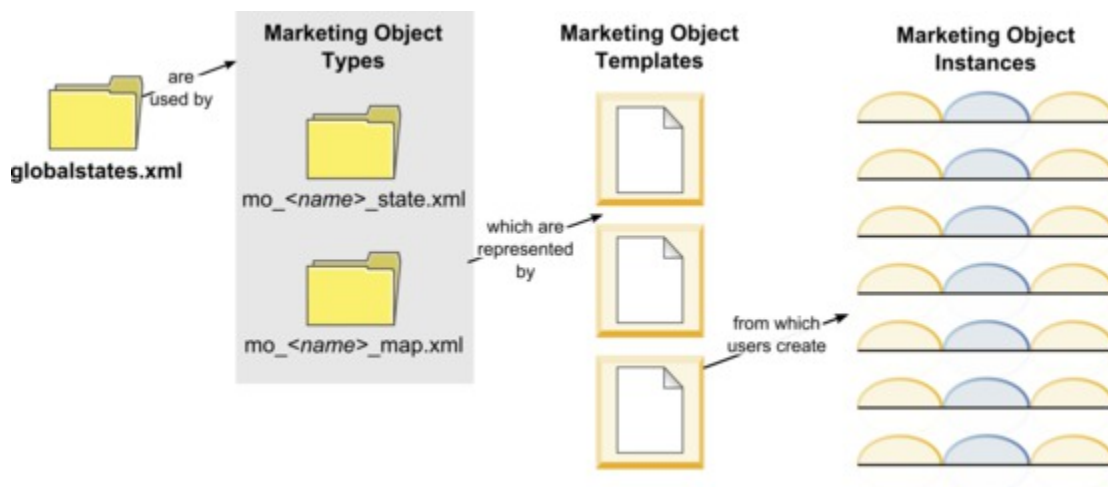 globalstates.xml
are
used by
Marketing Object
Types
mo_<name>_state.xml
mo_<name>_map.xml
which are
represented
by
Marketing Object
Templates
from which
users create
Marketing Object
Instances